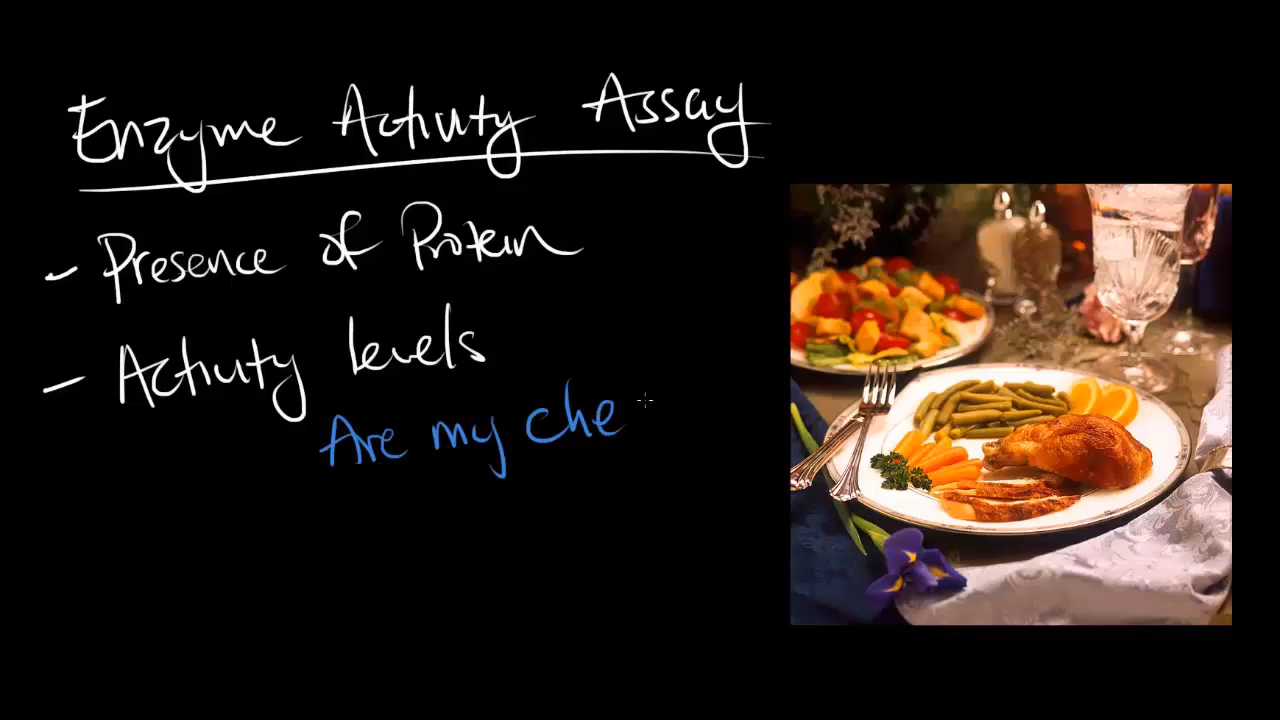 Enzyme Activity Assay
- Presence of Protein
- Activity levels
Are my che